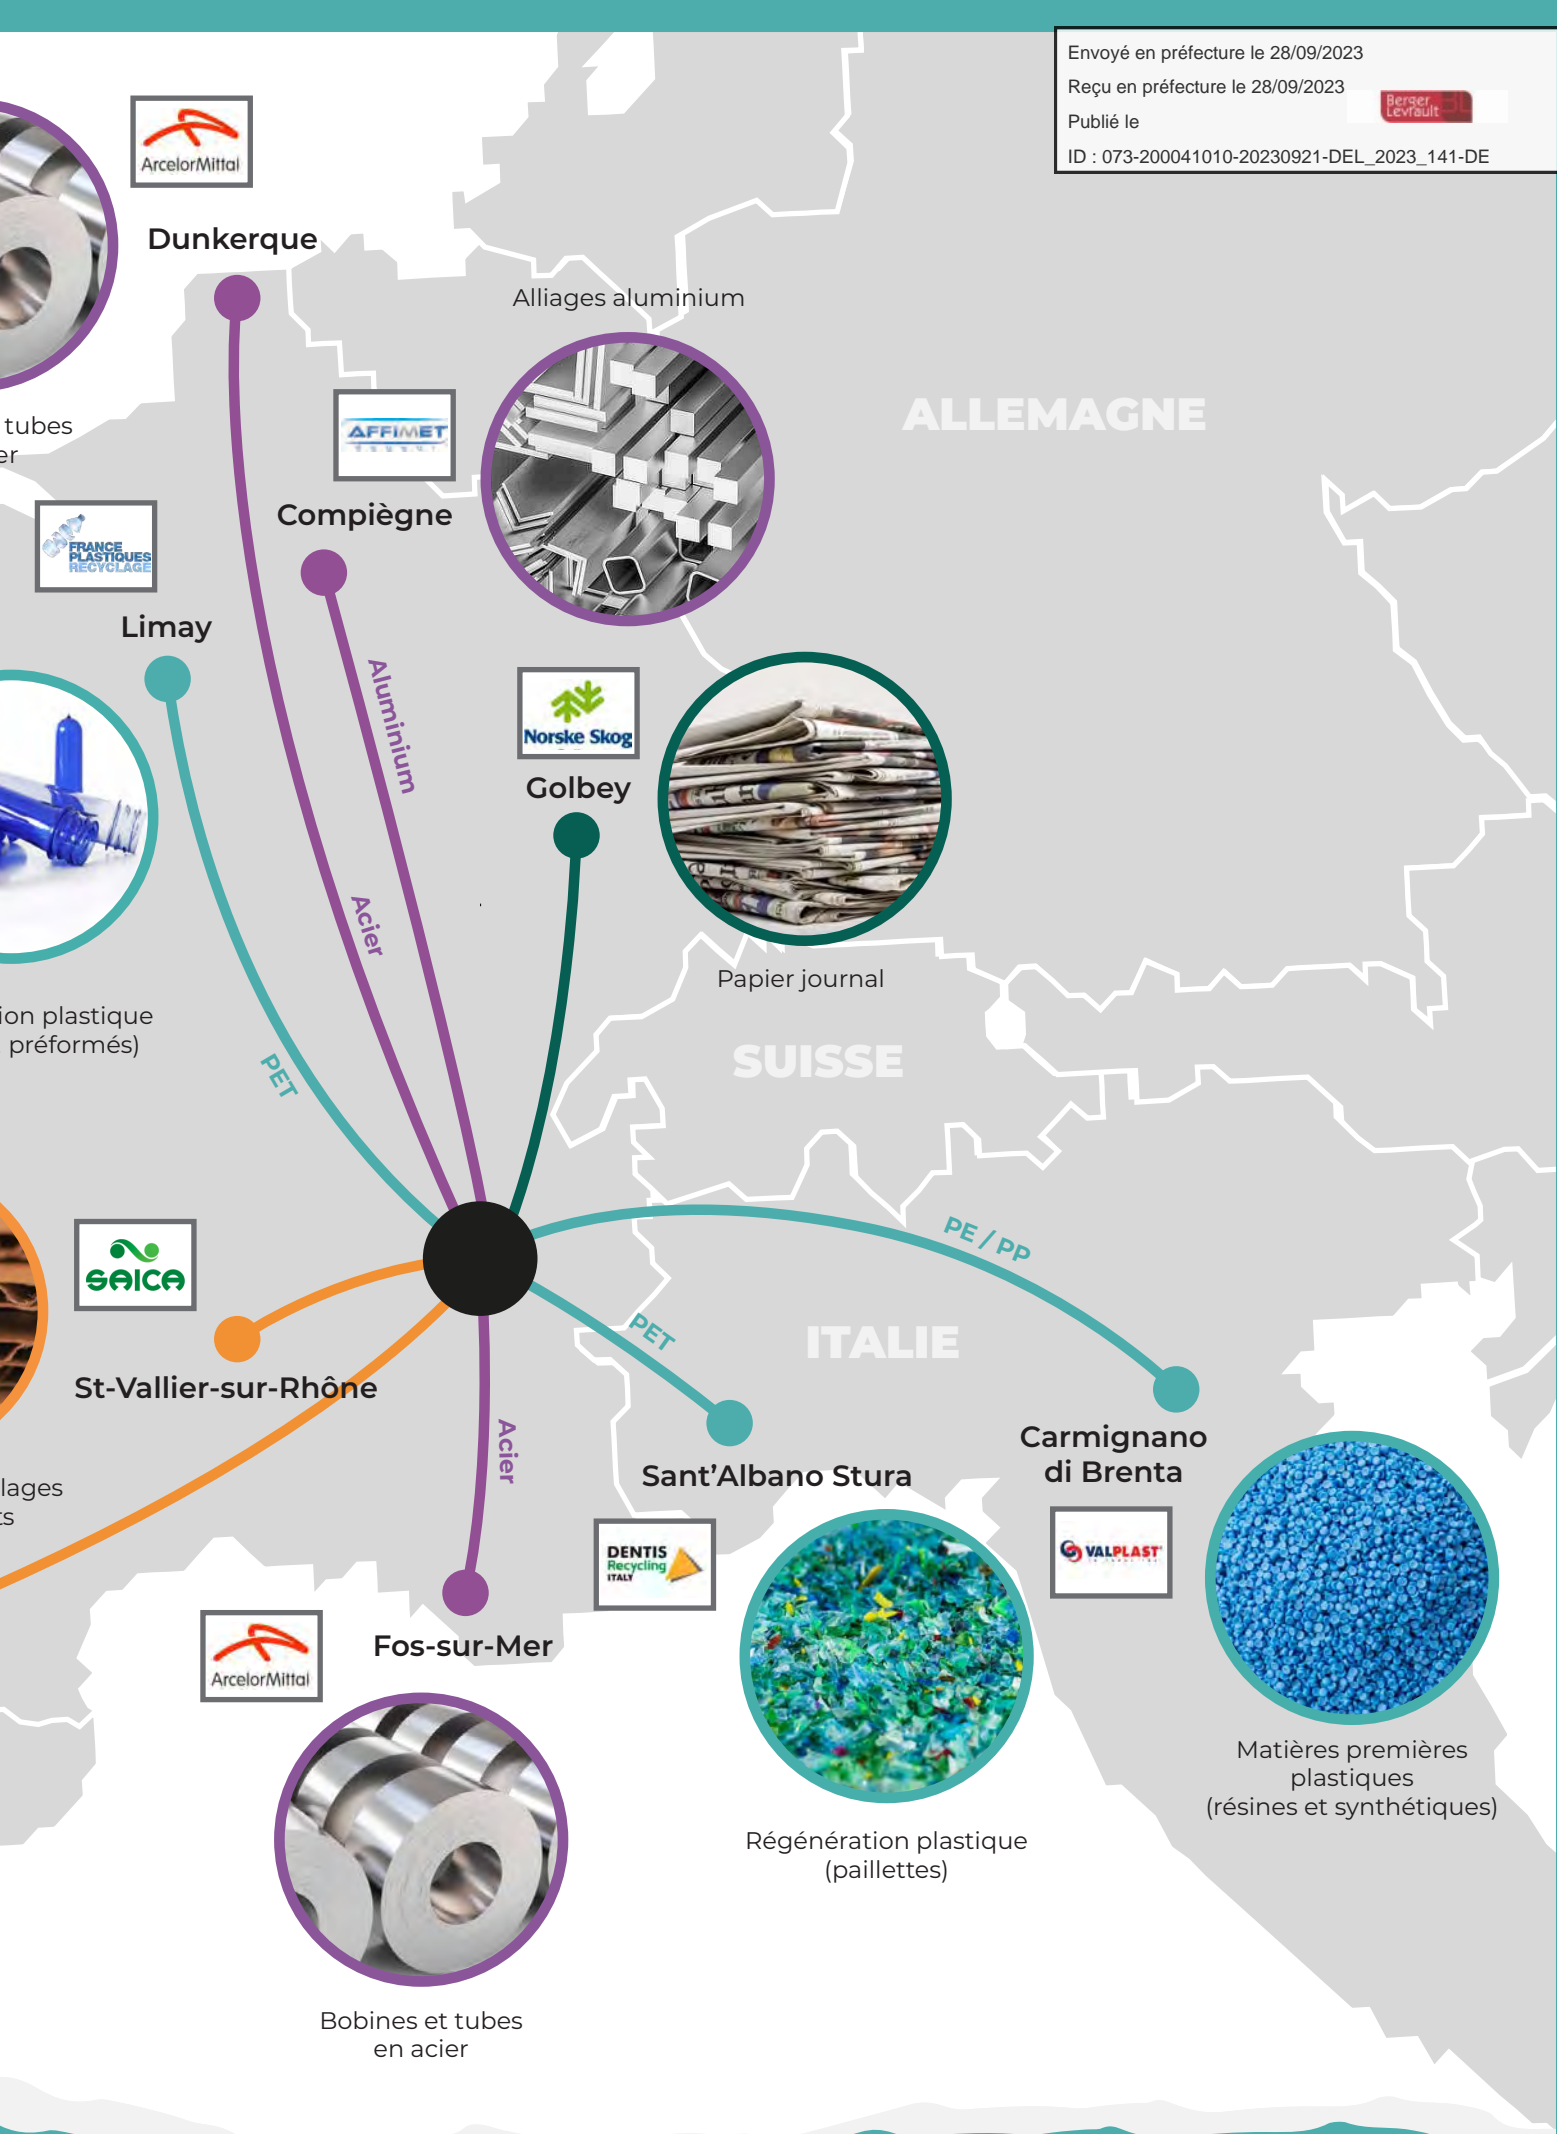 Envoyé en préfecture le 28/09/2023
Reçu en préfecture le 28/09/2023
Berger
Levrault
Publié le
ID : 073-200041010-20230921-DEL_2023_141-DE
ArcelorMittal
Dunkerque
Alliages aluminium
ALLEMAGNE
tubes
er
AFFIMET
Compiègne
FRANCE
PLASTIQUES
RECYCLAGE
Limay
Aluminium
Norske Skog
Golbey
Acier
Papier journal
ion plastique
préformés)
PET
SUISSE
PE / PP
SAICA
PET
ITALIE
St-Vallier-sur-Rhône
Acier
Carmignano
di Brenta
Sant'Albano Stura
lages
ts
DENTIS
Recycling
ITALY
VALPLAST
Fos-sur-Mer
ArcelorMittal
Matières premières
plastiques
(résines et synthétiques)
Régénération plastique
(paillettes)
Bobines et tubes
en acier